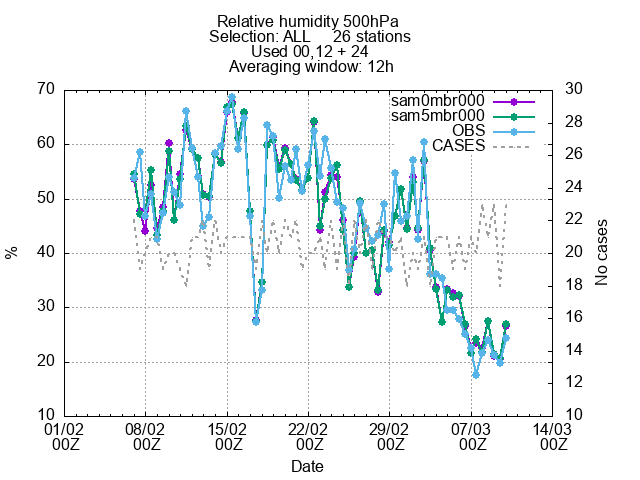 Relative humidity 500hPa
Selection: ALL 26 stations
Used 00,12 + 24
Averaging window: 12h
sam0mbr000
sam5mbr000
OBS
CASES
70
60
50
40
30
20
10
%
30
28
26
24
22
20
18
16
14
12
10
No cases
01/02 08/02 15/02 22/02 29/02 07/03 14/03
00Z 00Z 00Z 00Z 00Z 00Z 00Z
Date